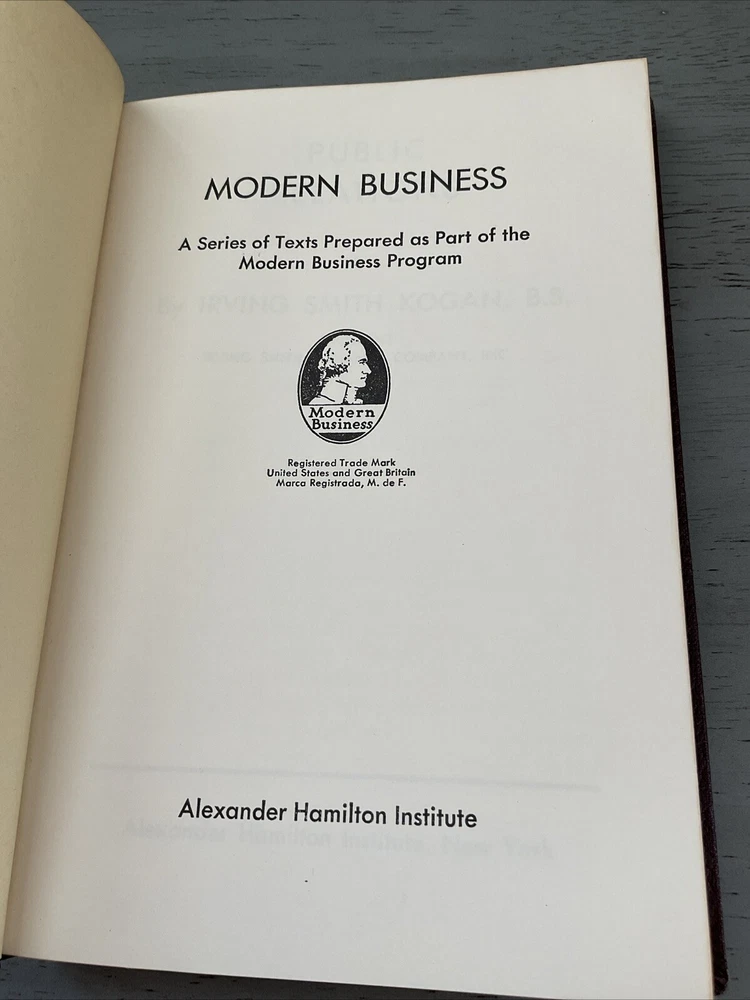 MODERN BUSINESS
A Series of Texts Prepared as Part of the
Modern Business Program
Modern
Business
Registered Trade Mark
United States and Great Britain
Marca Registrada, M. de F.
Alexander Hamilton Institute